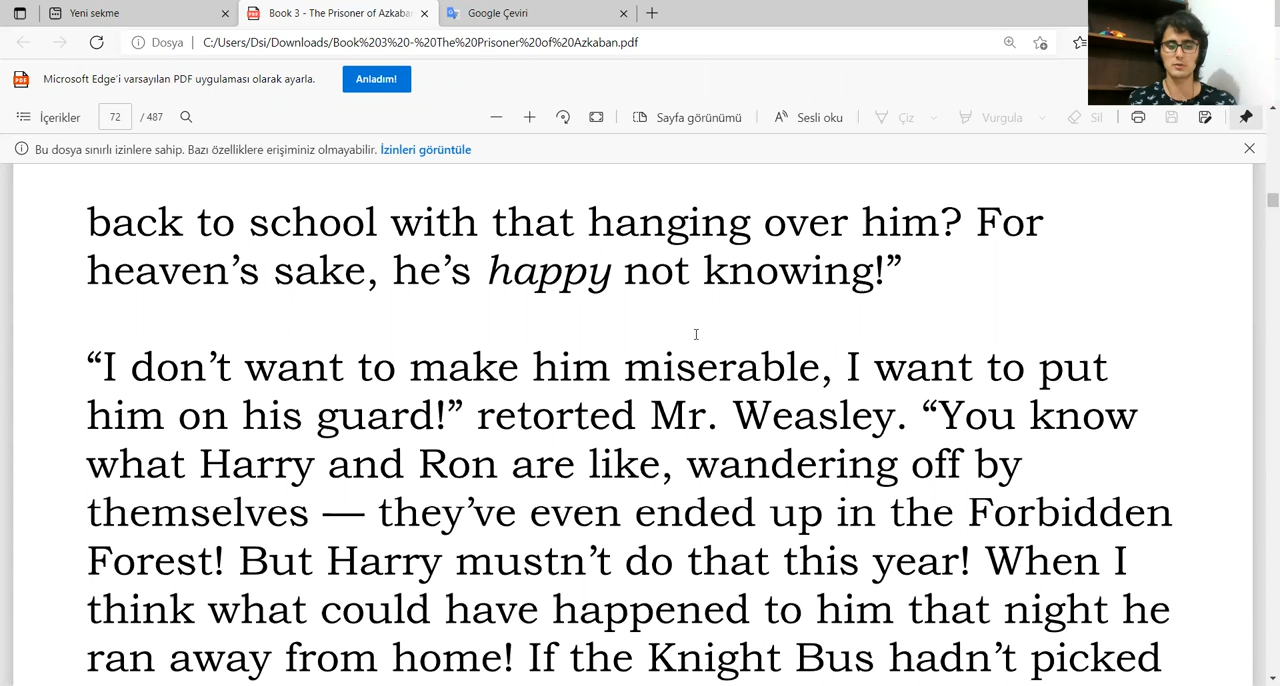 Yeni sekme
Book 3 - The Prisoner of Azkaban
Google Çeviri
Dosya
C:/Users/Dsi/Downloads/Book%203%20-%20The%20Prisoner%20of%20Azkaban.pdf
Microsoft Edge'i varsayılan PDF uygulaması olarak ayarla.
Anladım!
İçerikler
72 / 487
Sayfa görünümü
Sesli oku
Çiz
Vurgula
Sil
Bu dosya sınırlı izinlere sahip. Bazı özelliklere erişiminiz olmayabilir. İzinleri görüntüle
back to school with that hanging over him? For
heaven’s sake, he’s happy not knowing!”
“I don’t want to make him miserable, I want to put
him on his guard!” retorted Mr. Weasley. “You know
what Harry and Ron are like, wandering off by
themselves — they’ve even ended up in the Forbidden
Forest! But Harry mustn’t do that this year! When I
think what could have happened to him that night he
ran away from home! If the Knight Bus hadn’t picked